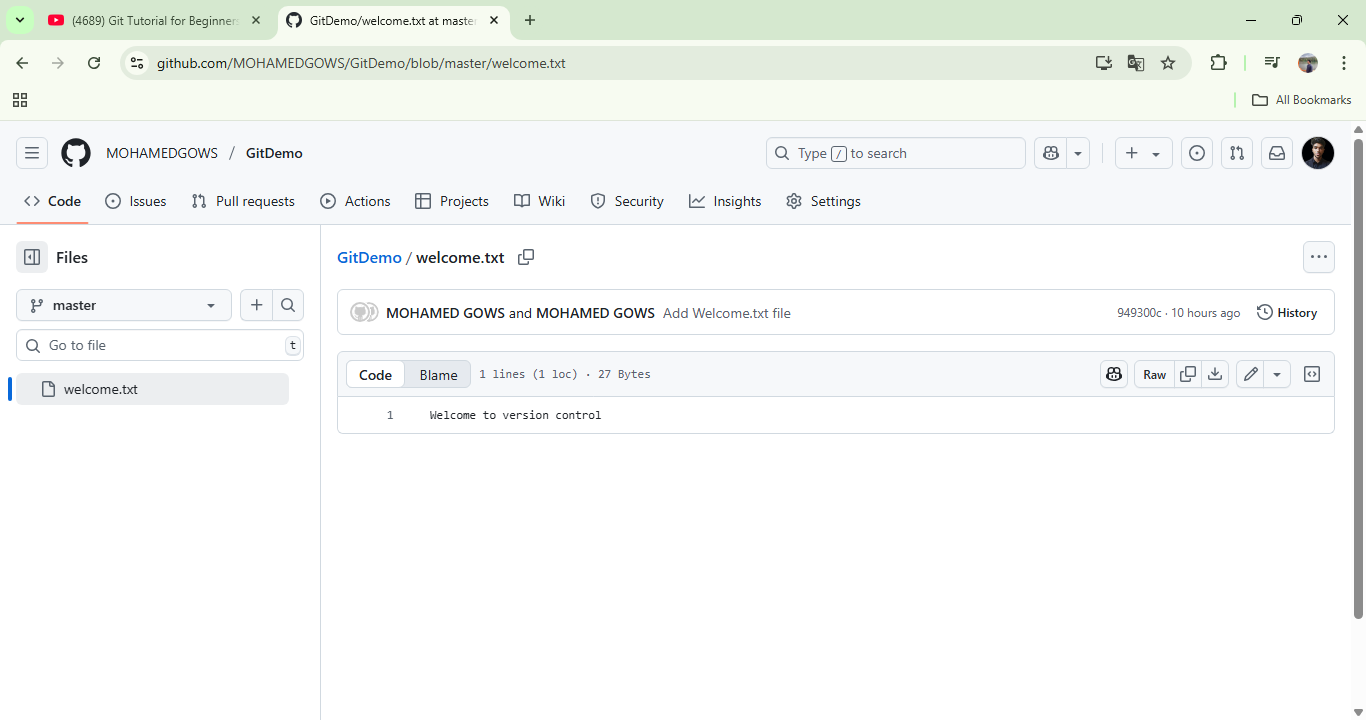 (4689) Git Tutorial for Beginners
GitDemo/welcome.txt at master
github.com/MOHAMEDGOWS/GitDemo/blob/master/welcome.txt
All Bookmarks
MOHAMEDGOWS / GitDemo
Type / to search
Code Issues Pull requests Actions Projects Wiki Security Insights Settings
Files
master
Go to file t
welcome.txt
GitDemo / welcome.txt
MOHAMED GOWS and MOHAMED GOWS Add Welcome.txt file 949300c · 10 hours ago History
Code Blame 1 lines (1 loc) · 27 Bytes Raw
1 Welcome to version control